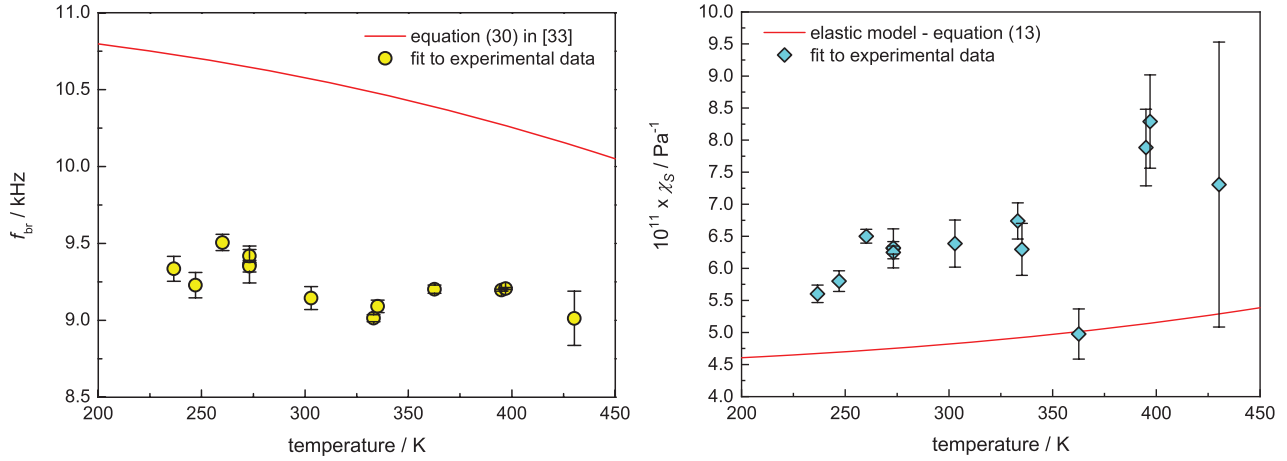 11.0
10.5
10.0
9.5
9.0
8.5
f_br / kHz
equation (30) in [33]
fit to experimental data
200 250 300 350 400 450
temperature / K
10.0
9.5
9.0
8.5
8.0
7.5
7.0
6.5
6.0
5.5
5.0
4.5
4.0
10¹¹ x χ_S / Pa⁻¹
elastic model - equation (13)
fit to experimental data
200 250 300 350 400 450
temperature / K